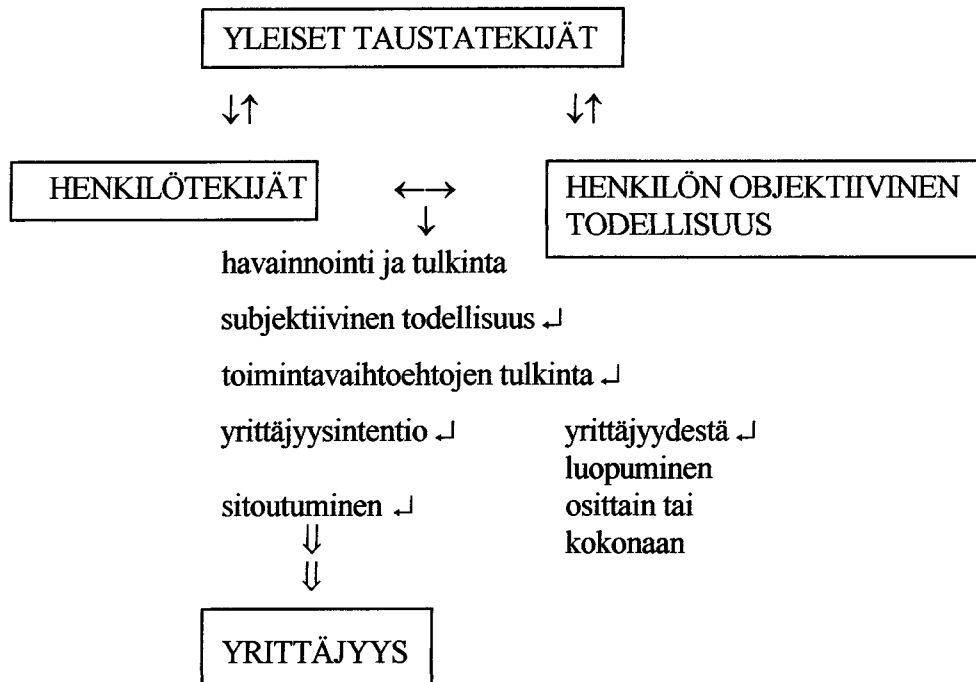 YLEISET TAUSTATEKIJÄT
↓↑ ↓↑
HENKILÖTEKIJÄT ←→ HENKILÖN OBJEKTIIVINEN
TODELLISUUS
↓
havainnointi ja tulkinta
subjektiivinen todellisuus ↲
toimintavaihtoehtojen tulkinta ↲
yrittäjyysintentio ↲ yrittäjyydestä ↲
luopuminen
sitoutuminen ↲ osittain tai
⇓ kokonaan
⇓
YRITTÄJYYS